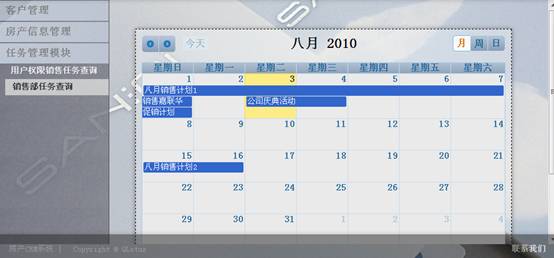 客户管理
房产信息管理
任务管理模块
用户权限销售任务查询
销售部任务查询
今天
八月 2010
月 周 日
星期日 星期一 星期二 星期三 星期四 星期五 星期六
1 2 3 4 5 6 7
八月销售计划1
销售嘉联华 公司庆典活动
促销计划
8 9 10 11 12 13 14
15 16 17 18 19 20 21
八月销售计划2
22 23 24 25 26 27 28
29 30 31 1 2 3 4
房产CRM系统 | Copyright @ QLotus
联系我们